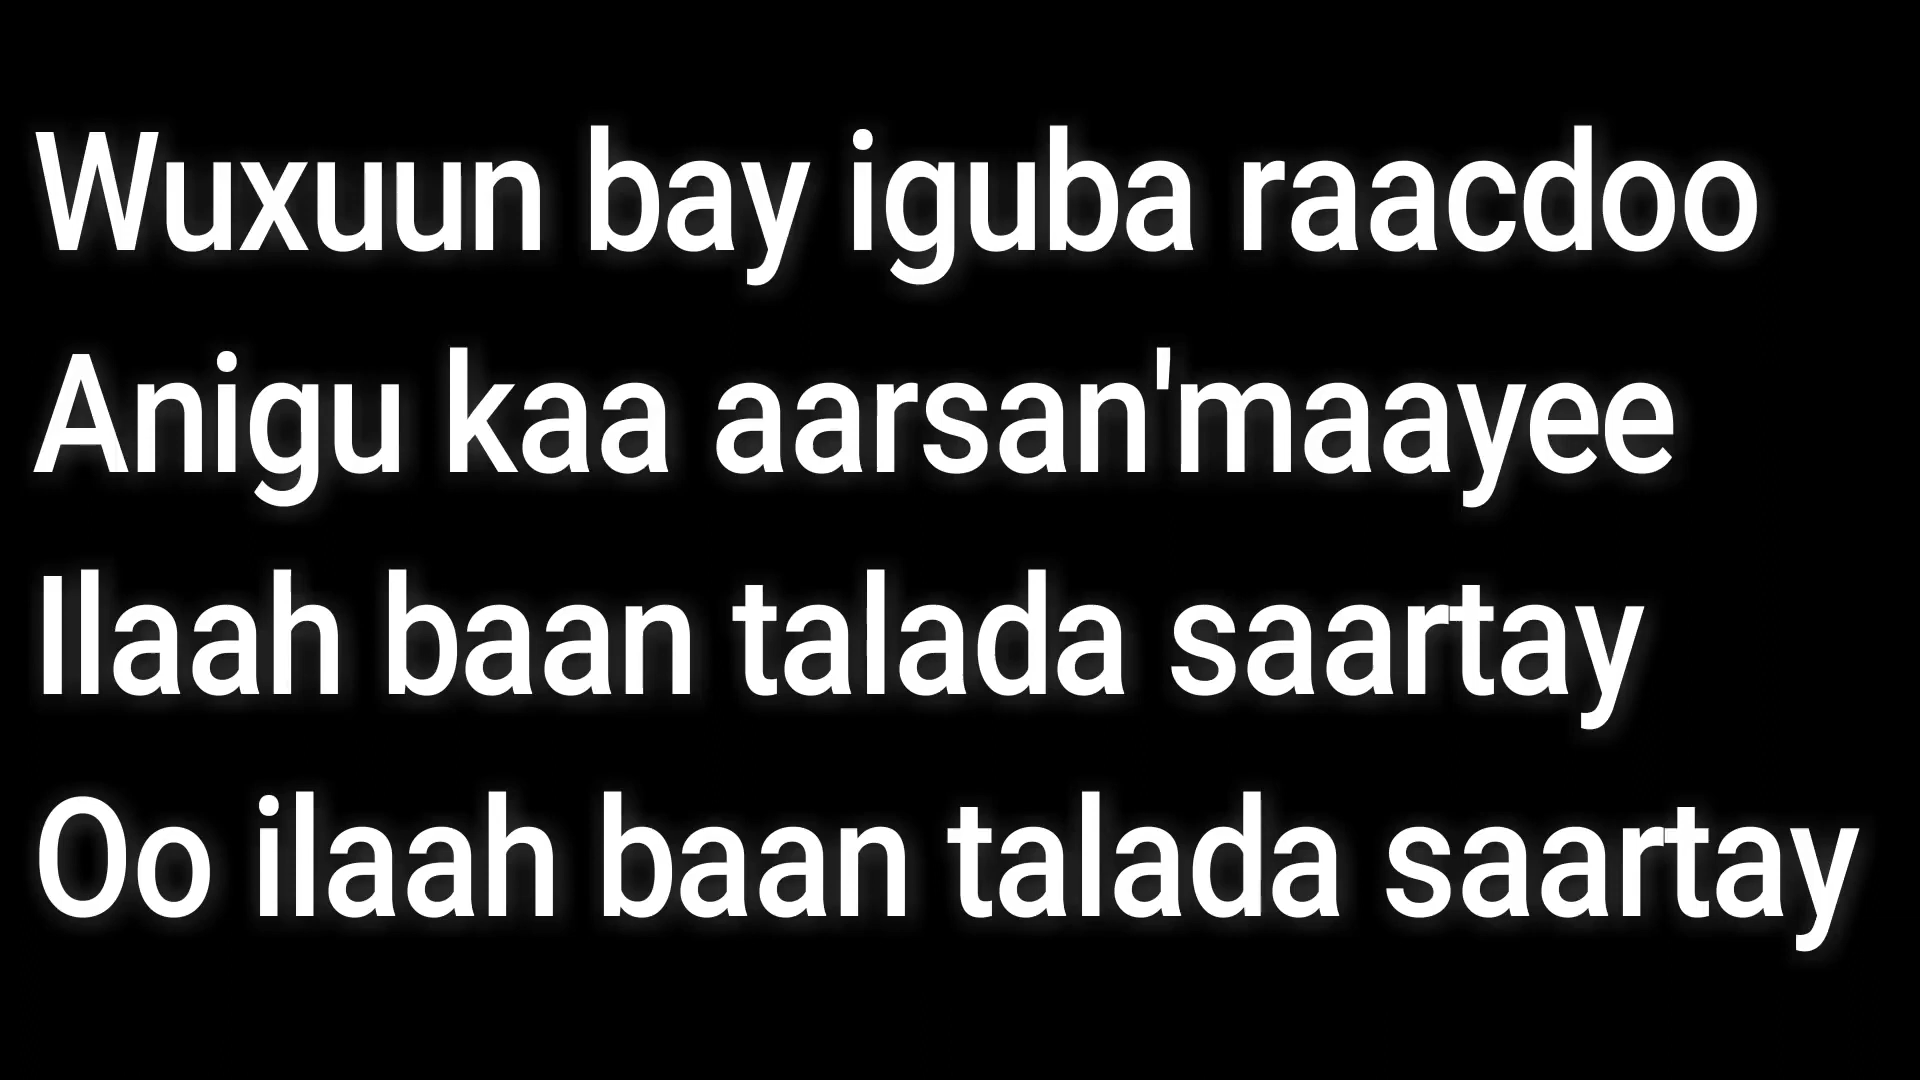 Wuxuun bay iguba raacdoo
Anigu kaa aarsan'maayee
Ilaah baan talada saartay
Oo ilaah baan talada saartay